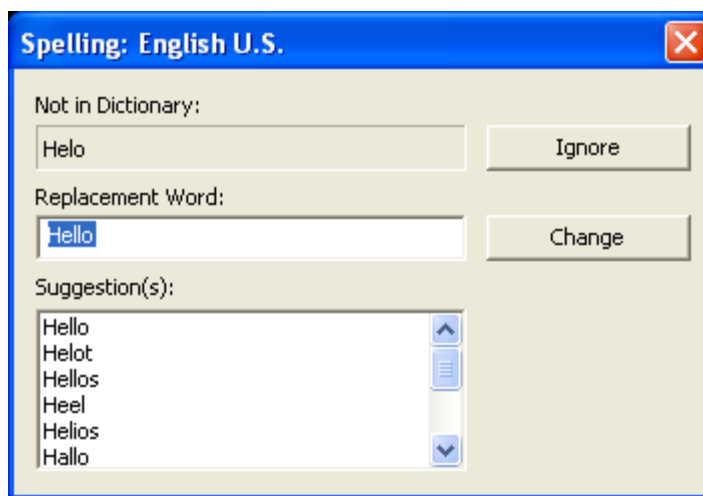 Spelling: English U.S.
Not in Dictionary:
Helo
Ignore
Replacement Word:
Hello
Change
Suggestion(s):
Hello
Helot
Hellos
Heel
Helios
Hallo